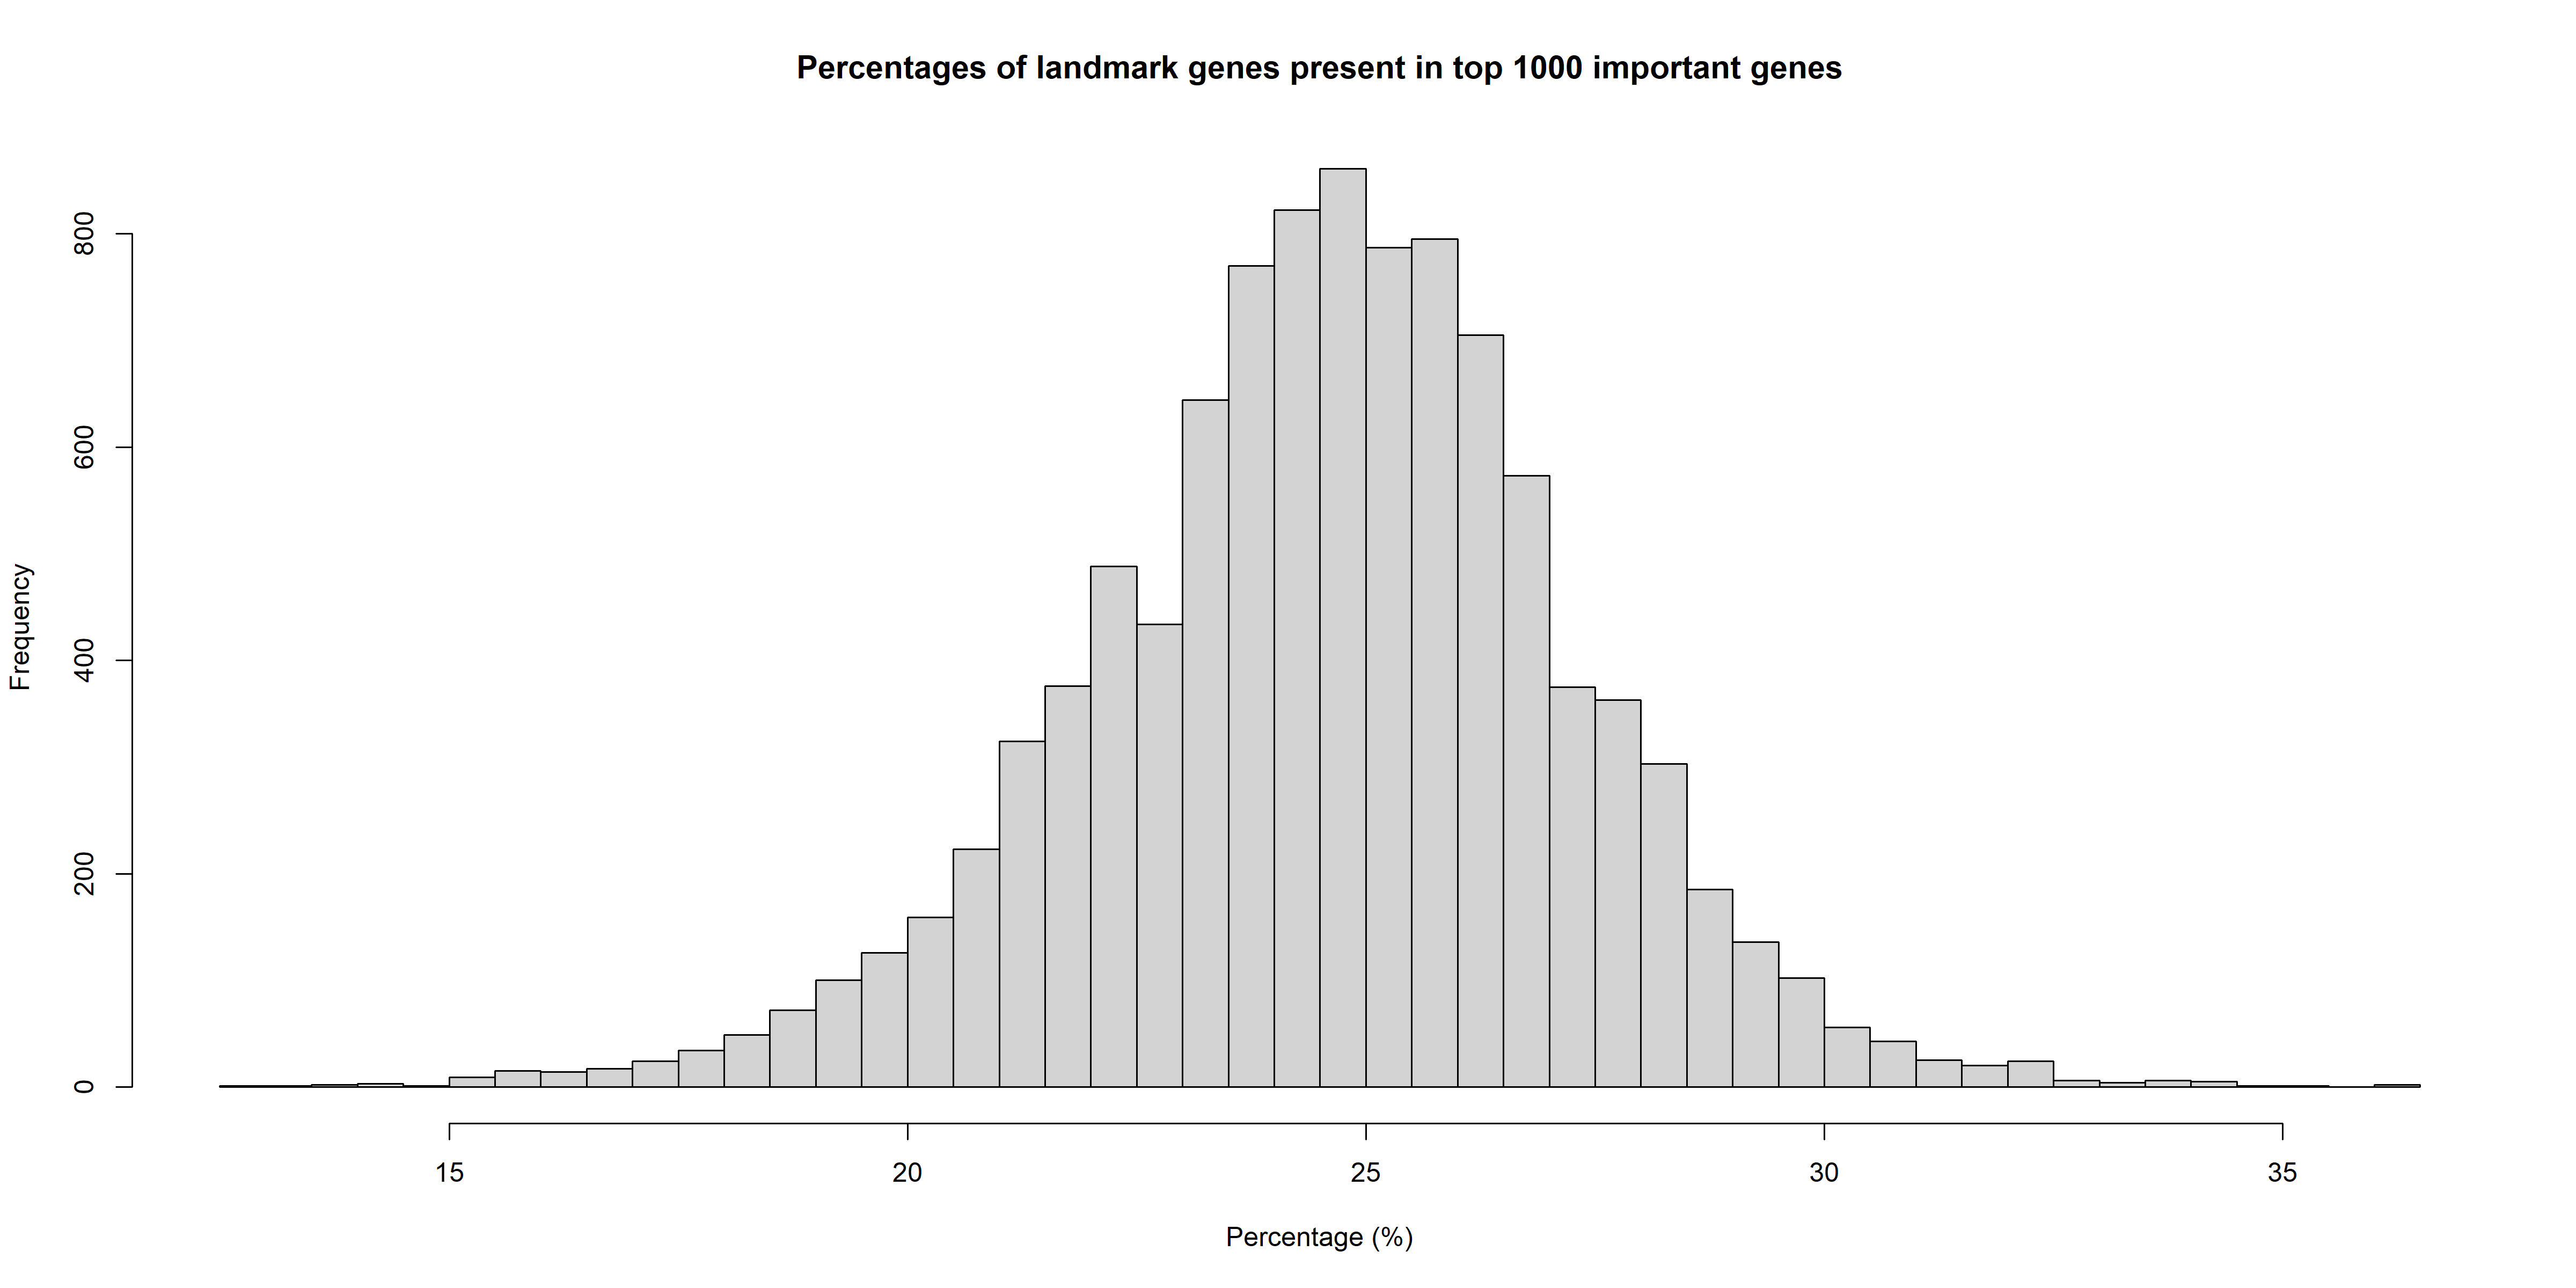 Percentages of landmark genes present in top 1000 important genes
Frequency
800
600
400
200
0
15 20 25 30 35
Percentage (%)